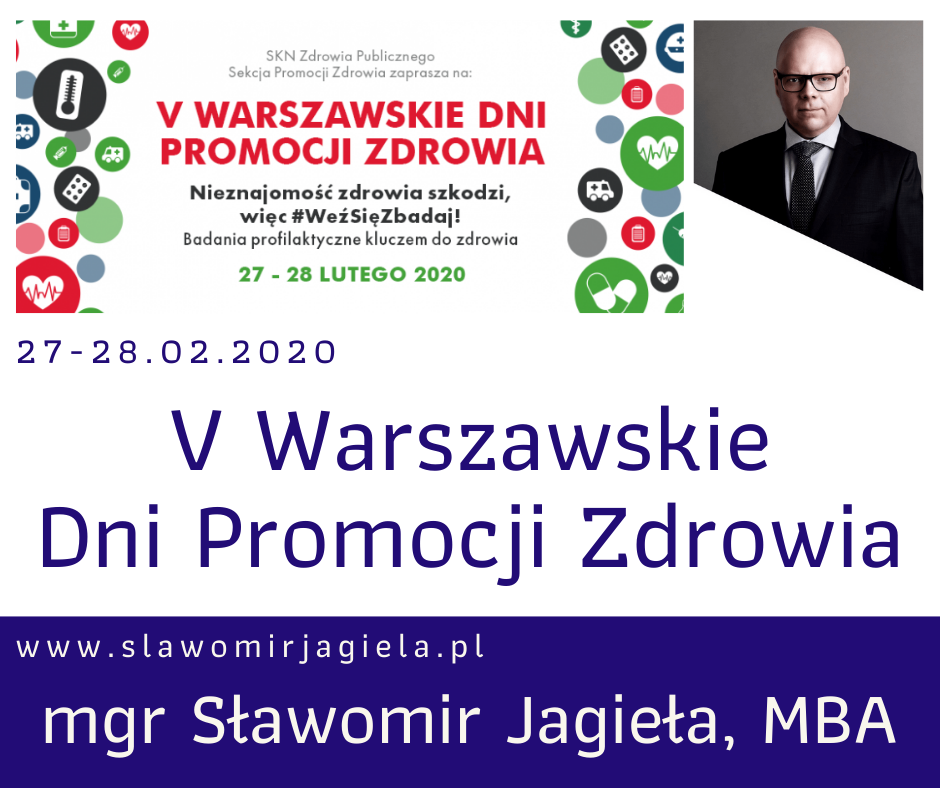 SKN Zdrowia Publicznego
Sekcja Promocji Zdrowia zaprasza na:
V WARSZAWSKIE DNI
PROMOCJI ZDROWIA
Nieznajomość zdrowia szkodzi,
więc #WeźSięZbadaj!
Badania profilaktyczne kluczem do zdrowia
27 - 28 LUTEGO 2020
27-28.02.2020
V Warszawskie
Dni Promocji Zdrowia
www.slawomirjagiela.pl
mgr Sławomir Jagieła, MBA